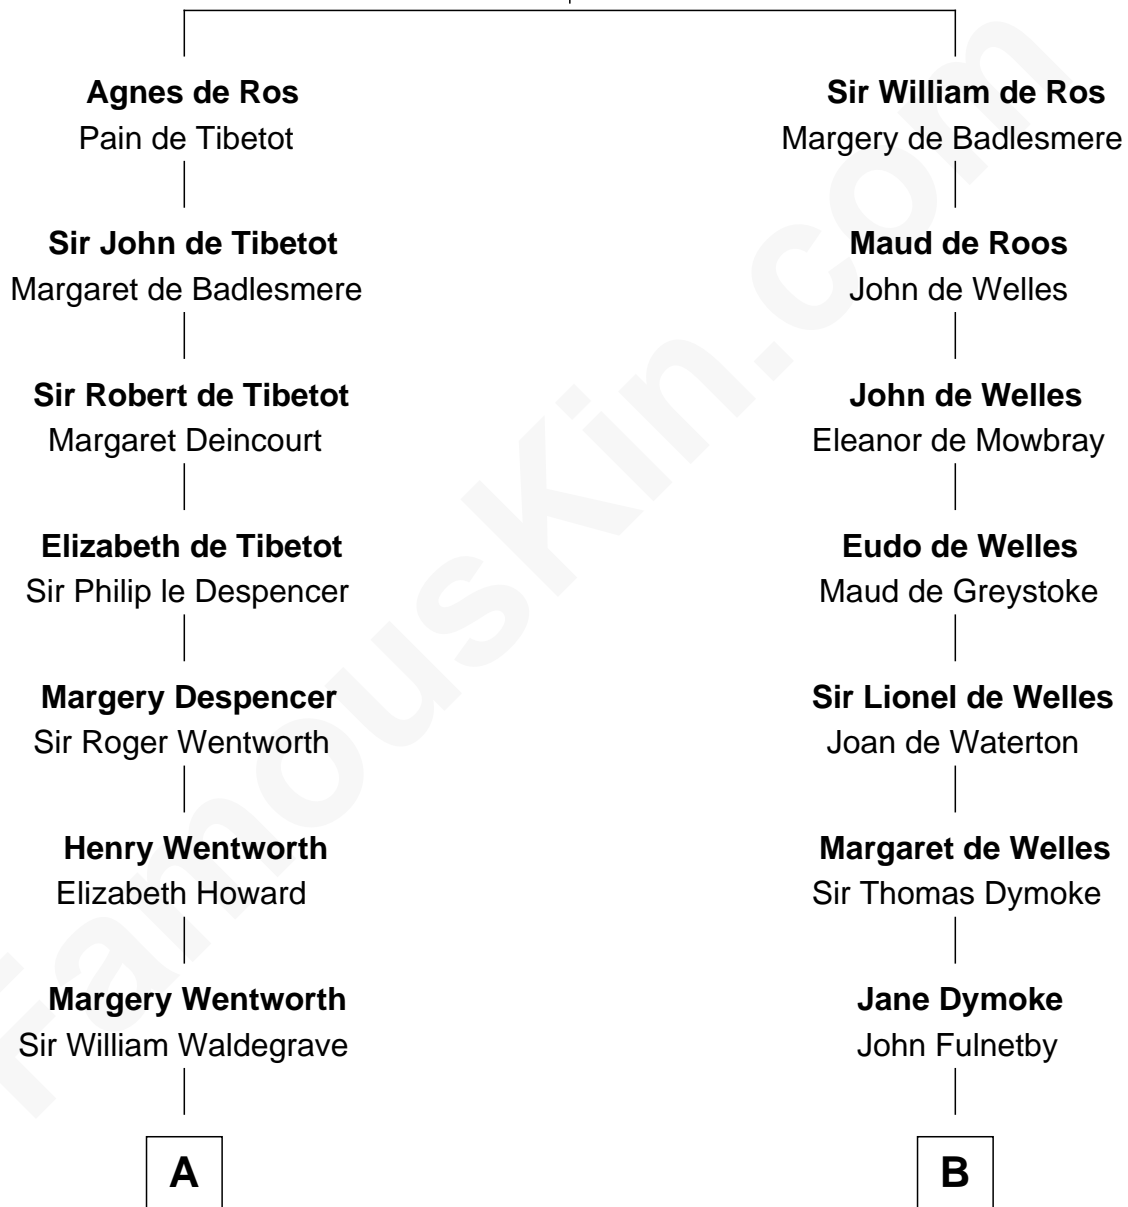 Agnes de Ros
Pain de Tibetot
Sir John de Tibetot
Margaret de Badlesmere
Sir Robert de Tibetot
Margaret Deincourt
Elizabeth de Tibetot
Sir Philip le Despencer
Margery Despencer
Sir Roger Wentworth
Henry Wentworth
Elizabeth Howard
Margery Wentworth
Sir William Waldegrave
A
Sir William de Ros
Margery de Badlesmere
Maud de Roos
John de Welles
John de Welles
Eleanor de Mowbray
Eudo de Welles
Maud de Greystoke
Sir Lionel de Welles
Joan de Waterton
Margaret de Welles
Sir Thomas Dymoke
Jane Dymoke
John Fulnetby
B
FamousKin.com